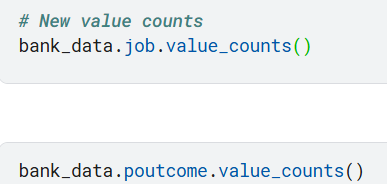 # New value counts
bank_data.job.value_counts()
bank_data.poutcome.value_counts()